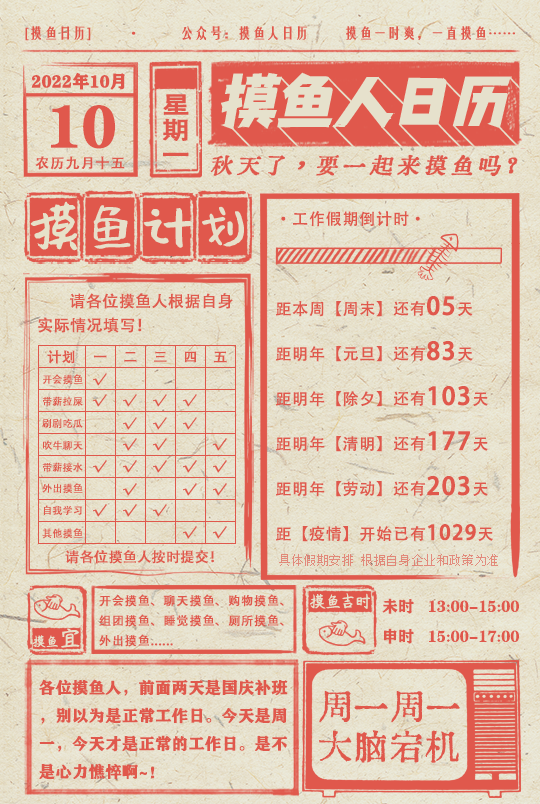 [摸鱼日历] · 公众号：摸鱼人日历 摸鱼一时爽，一直摸鱼······
2022年10月
10
农历九月十五
星期一
摸鱼人日历
秋天了，要一起来摸鱼吗？
摸鱼计划
请各位摸鱼人根据自身
实际情况填写！
计划 一 二 三 四 五
开会摸鱼 ✓
带薪拉屎 ✓ ✓ ✓ ✓
刷剧吃瓜 ✓ ✓ ✓
吹牛聊天 ✓ ✓ ✓
带薪接水 ✓ ✓ ✓ ✓ ✓
外出摸鱼 ✓ ✓ ✓
自我学习 ✓ ✓ ✓
其他摸鱼 ✓ ✓
请各位摸鱼人按时提交！
·工作假期倒计时·
距本周【周末】还有05天
距明年【元旦】还有83天
距明年【除夕】还有103天
距明年【清明】还有177天
距明年【劳动】还有203天
距【疫情】开始已有1029天
具体假期安排 根据自身企业和政策为准
摸鱼宜
开会摸鱼、聊天摸鱼、购物摸鱼、
组团摸鱼、睡觉摸鱼、厕所摸鱼、
外出摸鱼......
摸鱼吉时
未时 13:00-15:00
申时 15:00-17:00
各位摸鱼人，前面两天是国庆补班
，别以为是正常工作日。今天是周
一，今天才是正常的工作日。是不
是心力憔悴啊~！
周一周一
大脑宕机